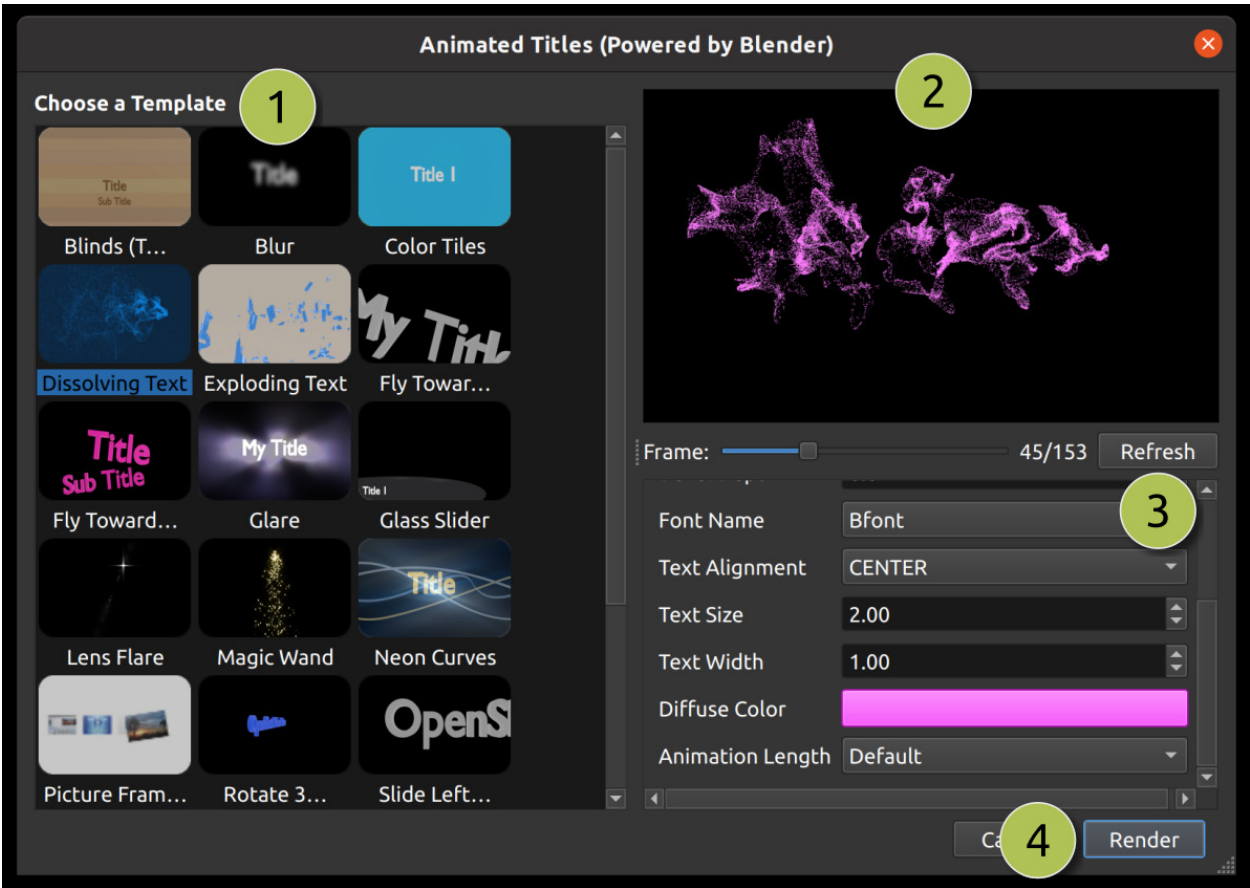 Animated Titles (Powered by Blender)
Choose a Template
1
2
Title
Sub Title
Title
Title 1
Blinds (T...
Blur
Color Tiles
My Title
Dissolving Text
Exploding Text
Fly Towar...
Title
Sub Title
My Title
Title 1
Fly Toward...
Glare
Glass Slider
Title
Lens Flare
Magic Wand
Neon Curves
OpenS
Picture Fram...
Rotate 3...
Slide Left...
Frame:
45/153
Refresh
3
Font Name
Bfont
Text Alignment
CENTER
Text Size
2.00
Text Width
1.00
Diffuse Color
Animation Length
Default
Ca
4
Render